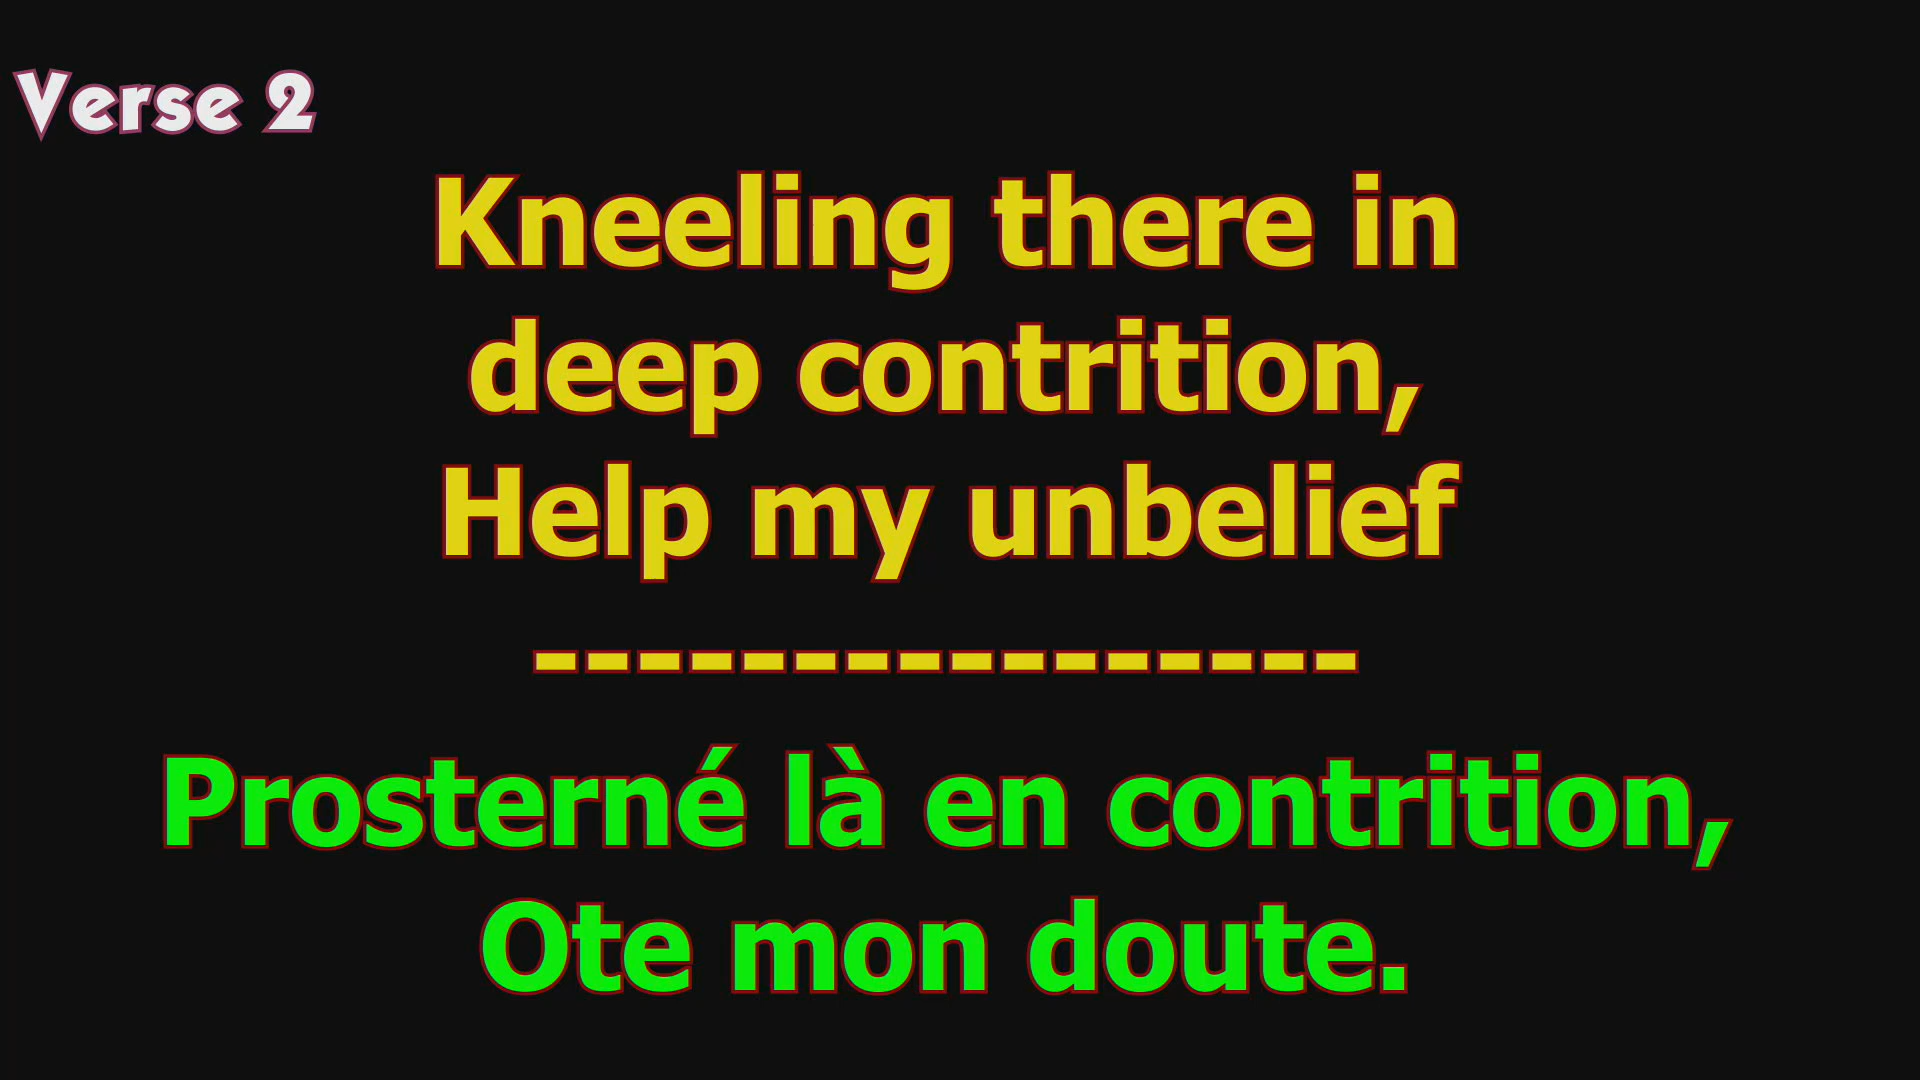 Verse 2
Kneeling there in
deep contrition,
Help my unbelief
----------------
Prosterné là en contrition,
Ote mon doute.